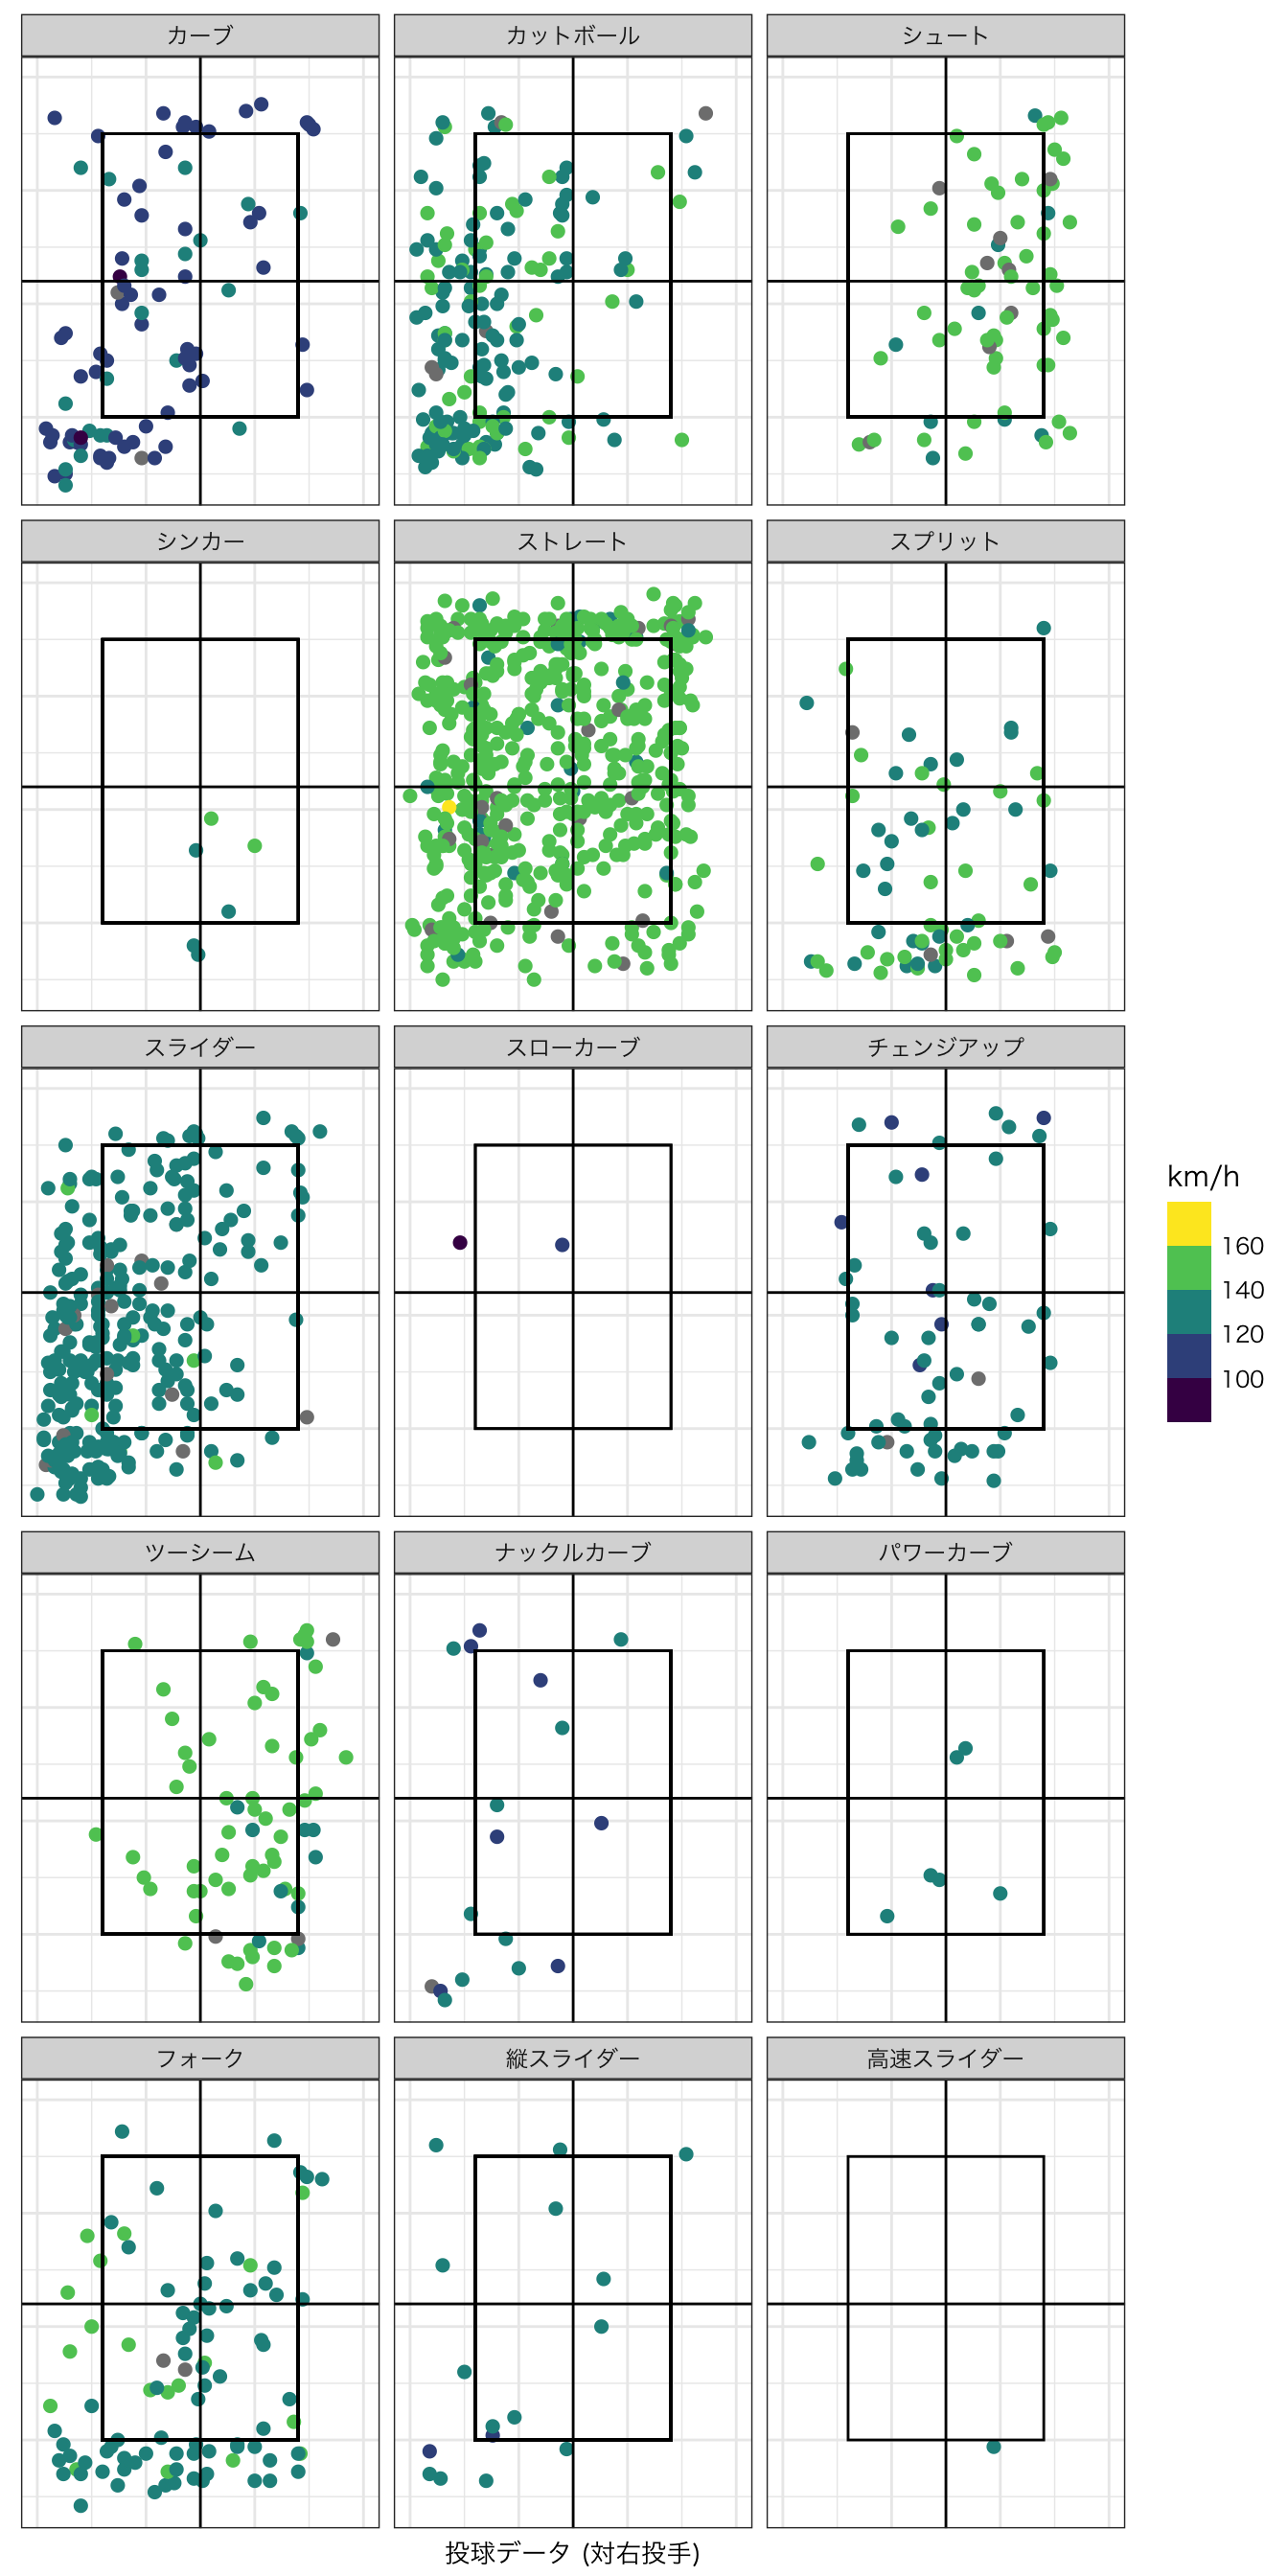 カーブ
カットボール
シュート
シンカー
ストレート
スプリット
スライダー
スローカーブ
チェンジアップ
km/h
160
140
120
100
ツーシーム
ナックルカーブ
パワーカーブ
フォーク
縦スライダー
高速スライダー
投球データ (対右投手)